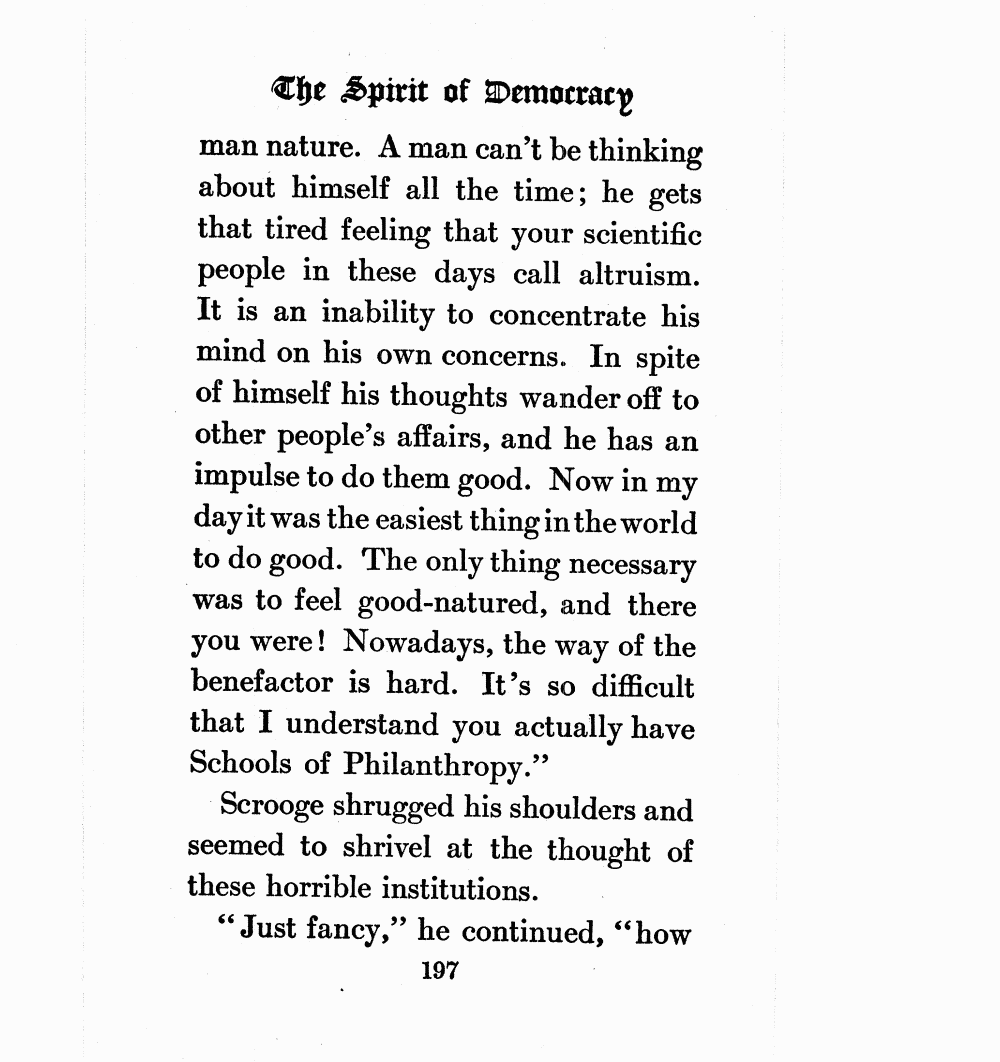 The Spirit of Democracy
man nature. A man can't be thinking
about himself all the time; he gets
that tired feeling that your scientific
people in these days call altruism.
It is an inability to concentrate his
mind on his own concerns. In spite
of himself his thoughts wander off to
other people's affairs, and he has an
impulse to do them good. Now in my
day it was the easiest thing in the world
to do good. The only thing necessary
was to feel good-natured, and there
you were! Nowadays, the way of the
benefactor is hard. It's so difficult
that I understand you actually have
Schools of Philanthropy.”
Scrooge shrugged his shoulders and
seemed to shrivel at the thought of
these horrible institutions.
“Just fancy,” he continued, “how
197